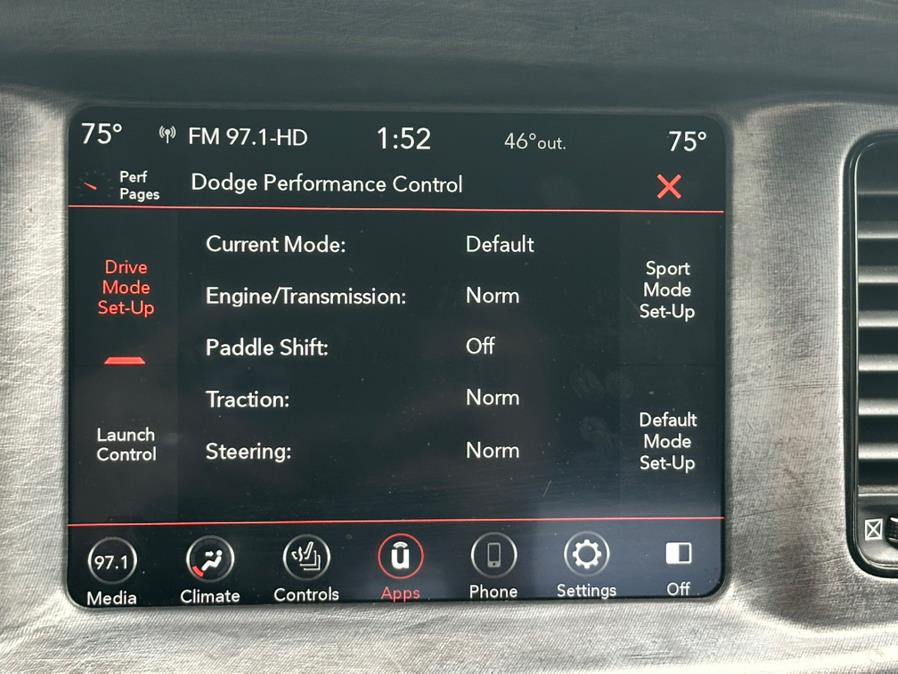 75° FM 97.1-HD 1:52 46°out. 75°
Perf
Pages
Dodge Performance Control
Drive
Mode
Set-Up
Launch
Control
Current Mode: Default
Engine/Transmission: Norm
Paddle Shift: Off
Traction: Norm
Steering: Norm
Sport
Mode
Set-Up
Default
Mode
Set-Up
97.1
Media Climate Controls Apps Phone Settings Off